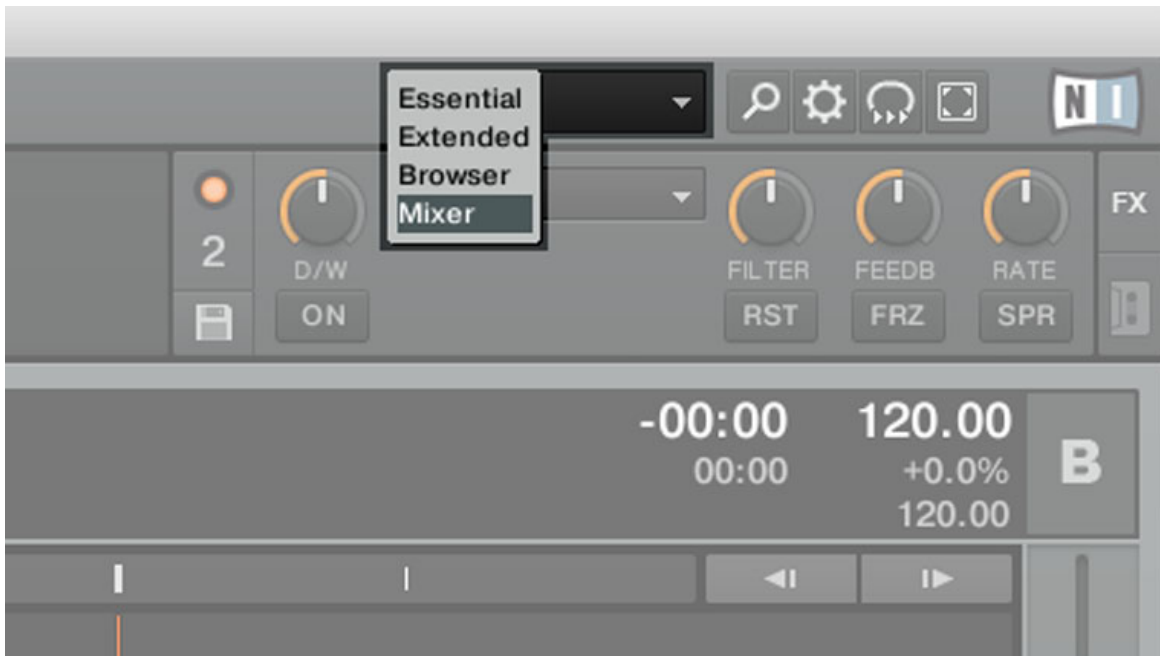 Essential
Extended
Browser
Mixer
N I
2
D/W
ON
FILTER
FEEDB
RATE
RST
FRZ
SPR
FX
-00:00
120.00
00:00
+0.0%
120.00
B